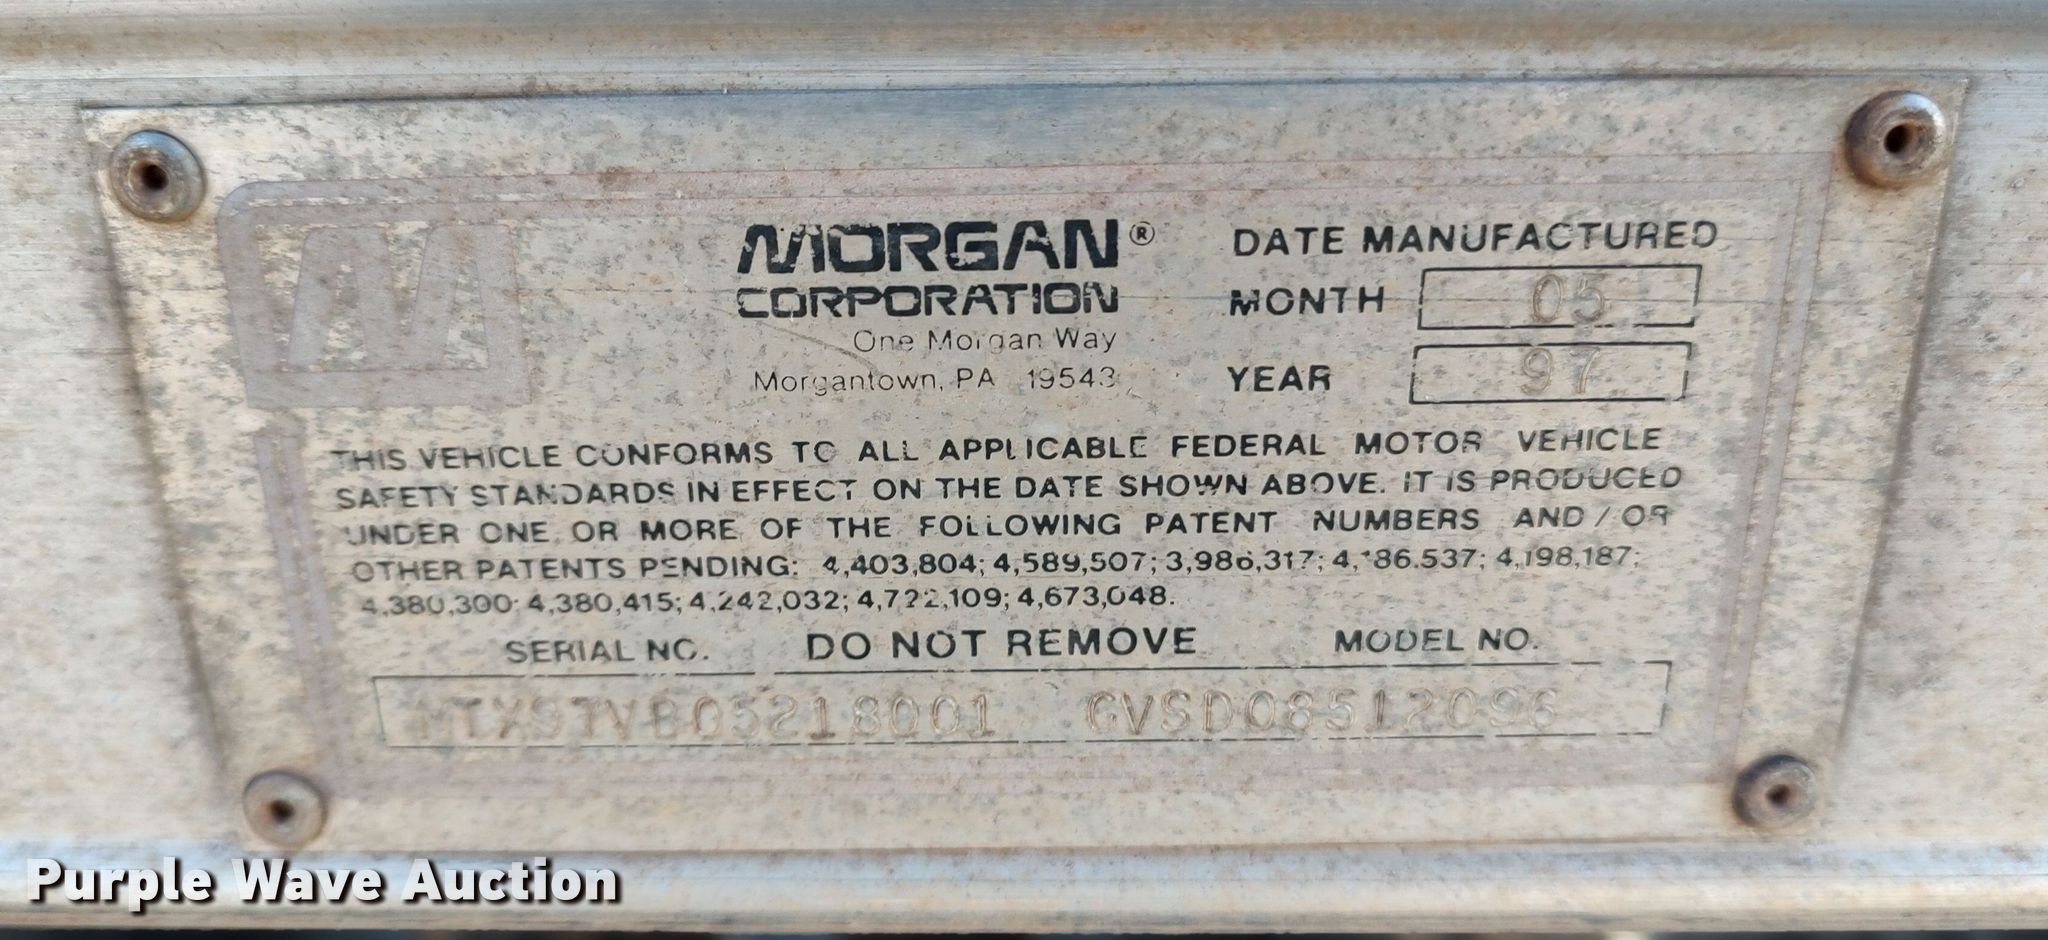 MORGAN®
CORPORATION
One Morgan Way
Morgantown, PA 19543
DATE MANUFACTURED
MONTH 05
YEAR 97
THIS VEHICLE CONFORMS TO ALL APPLICABLE FEDERAL MOTOR VEHICLE
SAFETY STANDARDS IN EFFECT ON THE DATE SHOWN ABOVE. IT IS PRODUCED
UNDER ONE OR MORE OF THE FOLLOWING PATENT NUMBERS AND/OR
OTHER PATENTS PENDING: 4,403,804; 4,589,507; 3,986,317; 4,186.537; 4,198,187;
4,380,300; 4,380,415; 4,242,032; 4,722,109; 4,673,048.
SERIAL NO. DO NOT REMOVE MODEL NO.
MTX97VB05218001 GVSD08512096
Purple Wave Auction